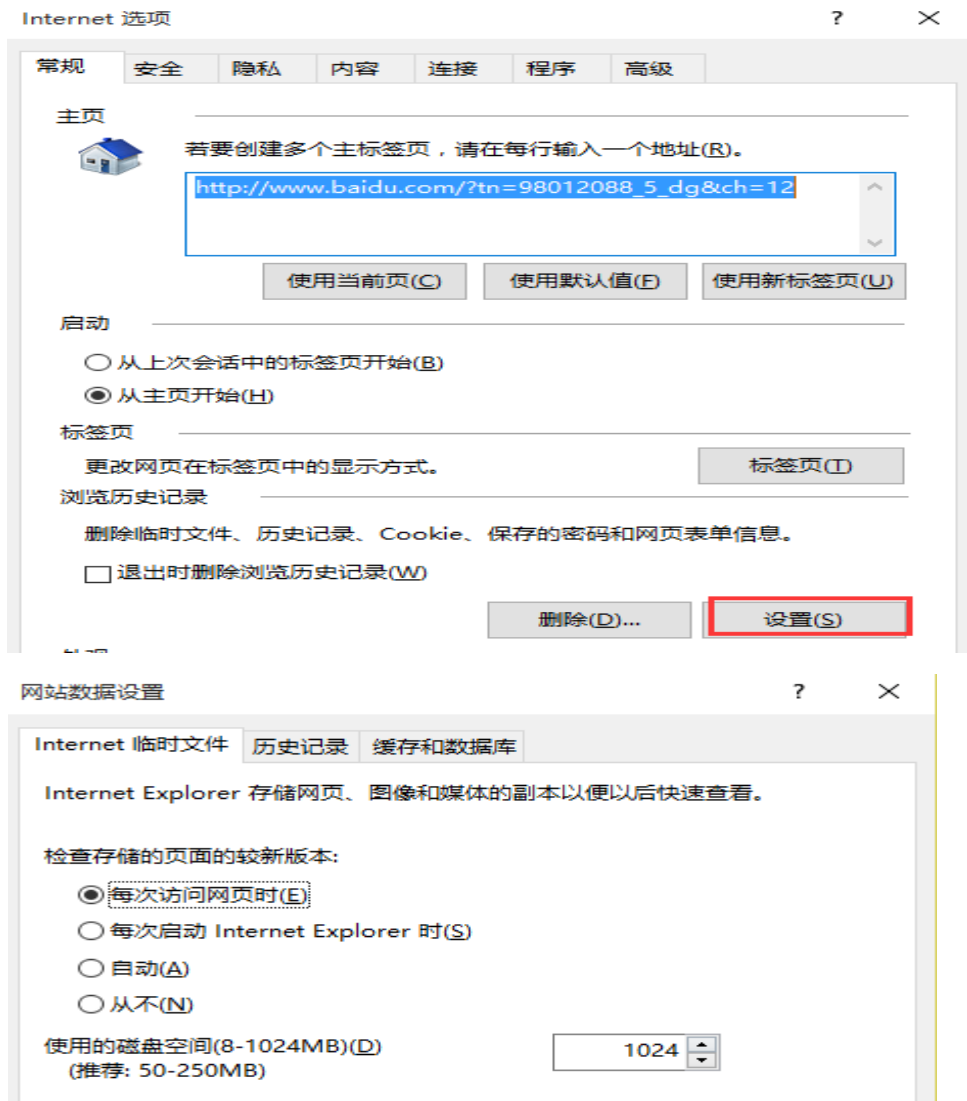 Internet 选项 ?
常规 安全 隐私 内容 连接 程序 高级
主页
若要创建多个主标签页，请在每行输入一个地址(R)。
http://www.baidu.com/?tn=98012088_5_dg&ch=12
使用当前页(C) 使用默认值(F) 使用新标签页(U)
启动
从上次会话中的标签页开始(B)
从主页开始(H)
标签页
更改网页在标签页中的显示方式。 标签页(T)
浏览历史记录
删除临时文件、历史记录、Cookie、保存的密码和网页表单信息。
退出时删除浏览历史记录(W)
删除(D)... 设置(S)
网站数据设置 ?
Internet 临时文件 历史记录 缓存和数据库
Internet Explorer 存储网页、图像和媒体的副本以便以后快速查看。
检查存储的页面的较新版本:
每次访问网页时(E)
每次启动 Internet Explorer 时(S)
自动(A)
从不(N)
使用的磁盘空间(8-1024MB)(D) 1024
(推荐: 50-250MB)